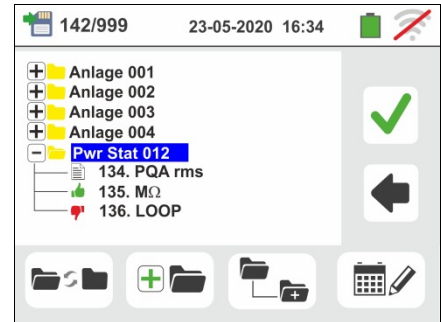 142/999 23-05-2020 16:34
Anlage 001
Anlage 002
Anlage 003
Anlage 004
Pwr Stat 012
134. PQA rms
135. MΩ
136. LOOP